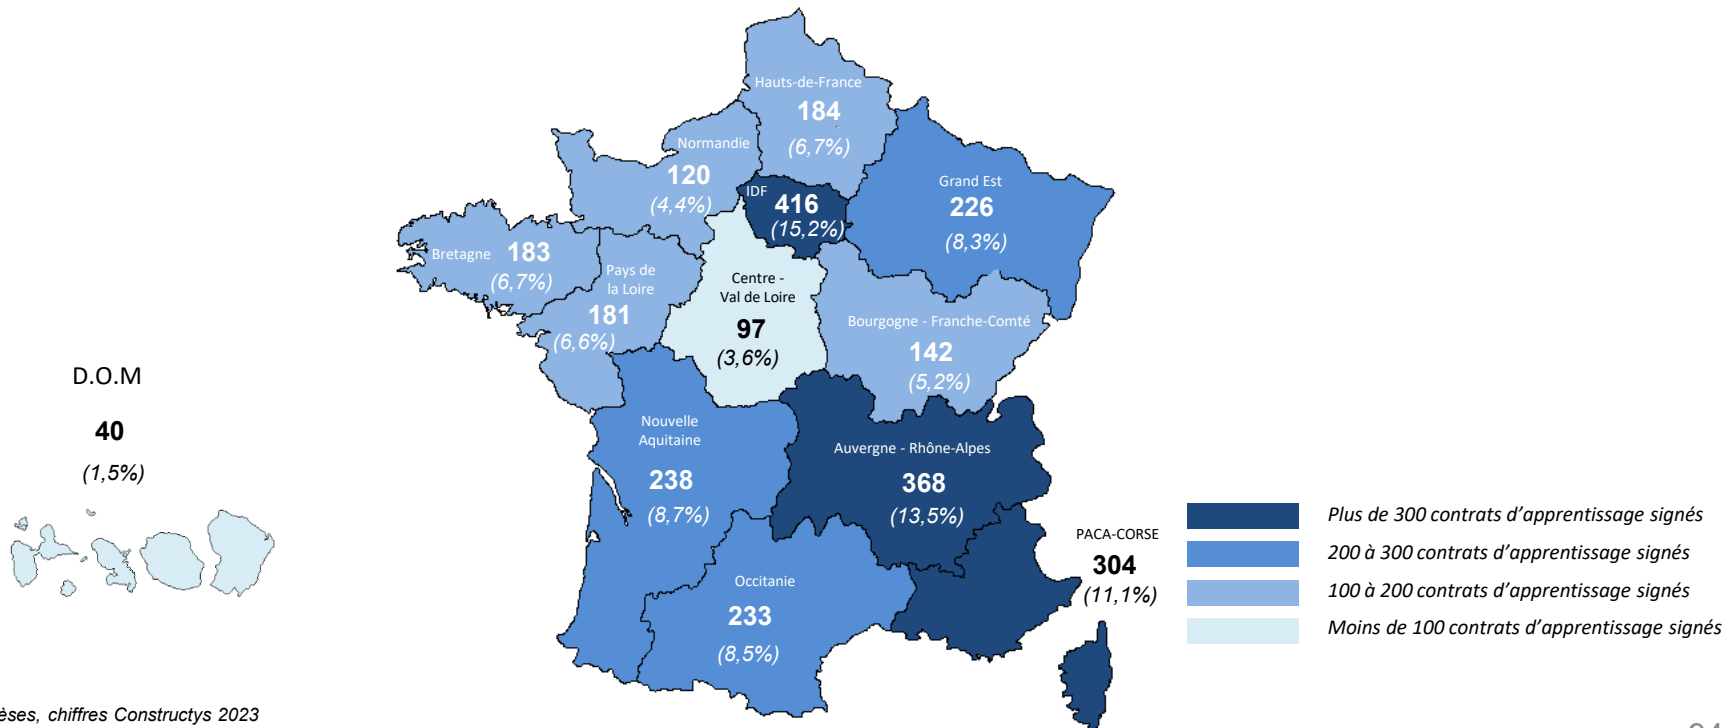 Hauts-de-France
184
(6,7%)
Normandie
120
(4,4%)
IDF
416
(15,2%)
Grand Est
226
(8,3%)
Bretagne
183
(6,7%)
Pays de
la Loire
181
(6,6%)
Centre -
Val de Loire
97
(3,6%)
Bourgogne - Franche-Comté
142
(5,2%)
D.O.M
40
(1,5%)
Nouvelle
Aquitaine
238
(8,7%)
Auvergne - Rhône-Alpes
368
(13,5%)
Occitanie
233
(8,5%)
PACA-CORSE
304
(11,1%)
Plus de 300 contrats d’apprentissage signés
200 à 300 contrats d’apprentissage signés
100 à 200 contrats d’apprentissage signés
Moins de 100 contrats d’apprentissage signés
chiffres Constructys 2023